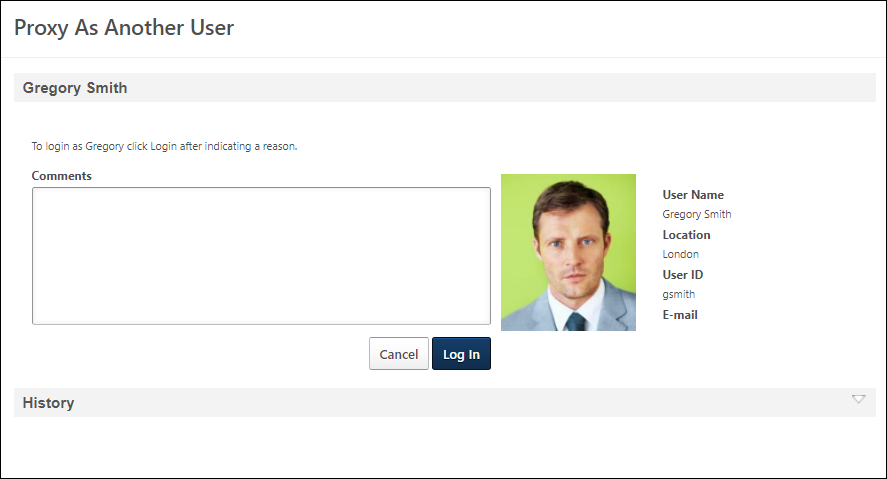 Proxy As Another User
Gregory Smith
To login as Gregory click Login after indicating a reason.
Comments
User Name
Gregory Smith
Location
London
User ID
gsmith
E-mail
Cancel
Log In
History